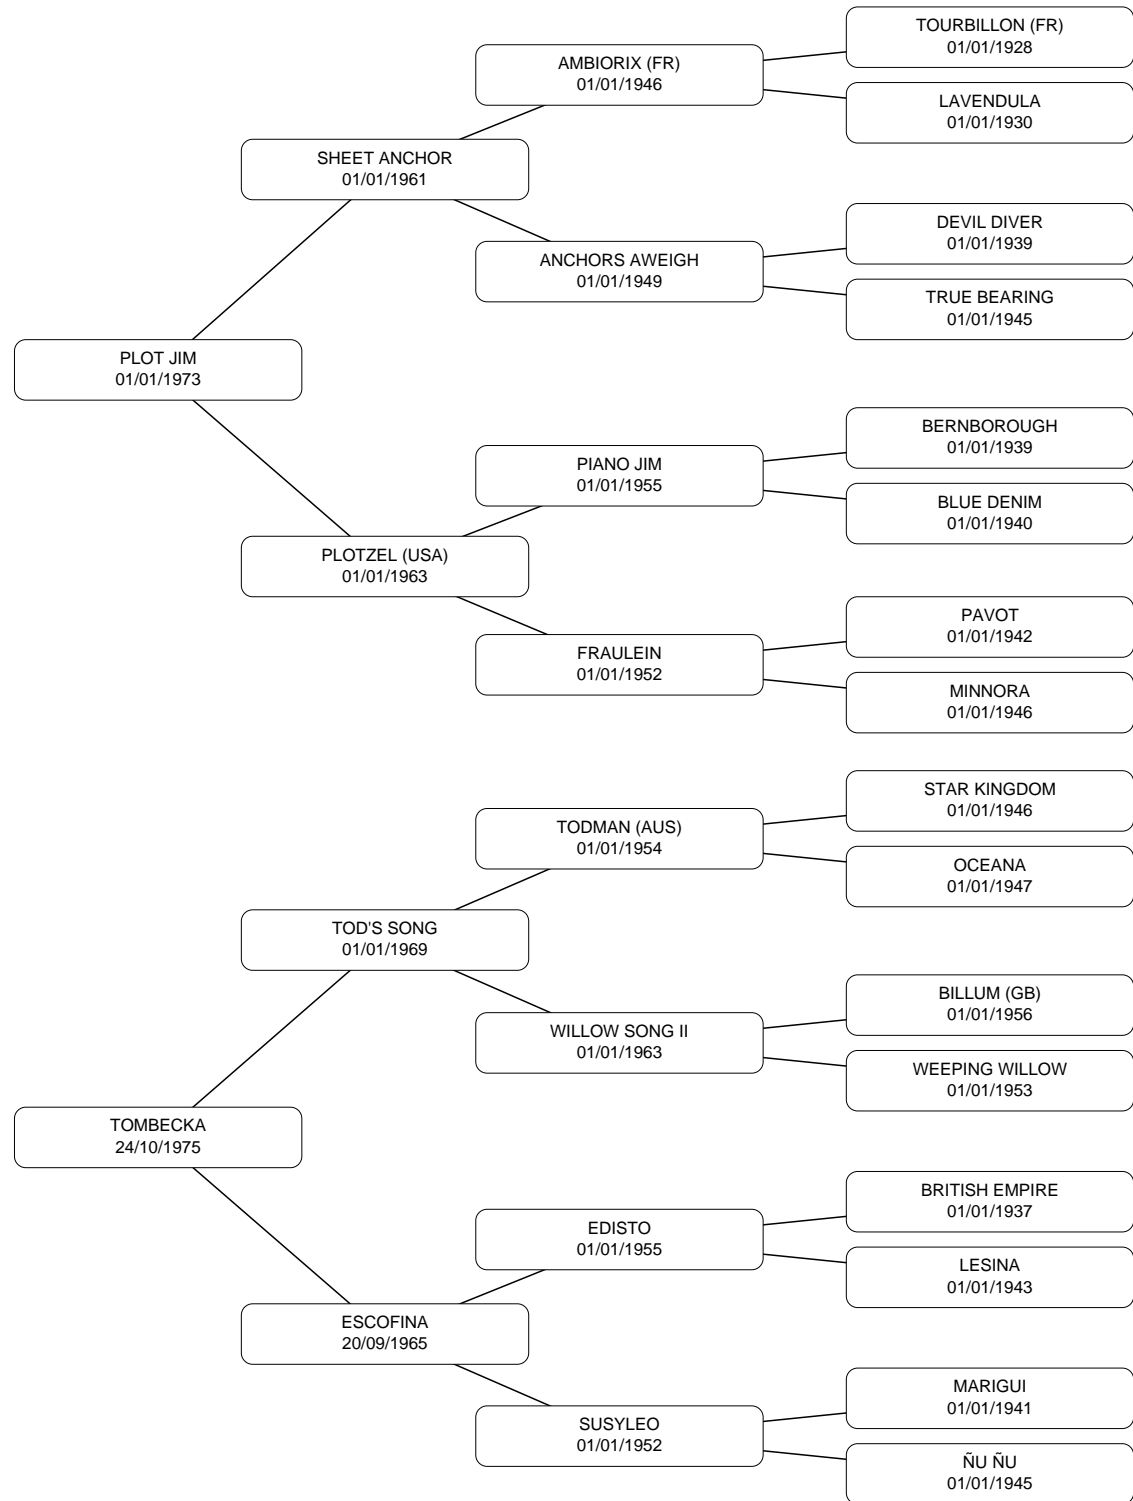 TOURBILLON (FR)
01/01/1928
AMBIORIX (FR)
01/01/1946
LAVENDULA
01/01/1930
SHEET ANCHOR
01/01/1961
DEVIL DIVER
01/01/1939
ANCHORS AWEIGH
01/01/1949
TRUE BEARING
01/01/1945
PLOT JIM
01/01/1973
BERNBOROUGH
01/01/1939
PIANO JIM
01/01/1955
BLUE DENIM
01/01/1940
PLOTZEL (USA)
01/01/1963
PAVOT
01/01/1942
FRAULEIN
01/01/1952
MINNORA
01/01/1946
STAR KINGDOM
01/01/1946
TODMAN (AUS)
01/01/1954
OCEANA
01/01/1947
TOD'S SONG
01/01/1969
BILLUM (GB)
01/01/1956
WILLOW SONG II
01/01/1963
WEEPING WILLOW
01/01/1953
TOMBECKA
24/10/1975
BRITISH EMPIRE
01/01/1937
EDISTO
01/01/1955
LESINA
01/01/1943
ESCOFINA
20/09/1965
MARIGUI
01/01/1941
SUSYLEO
01/01/1952
ÑU ÑU
01/01/1945